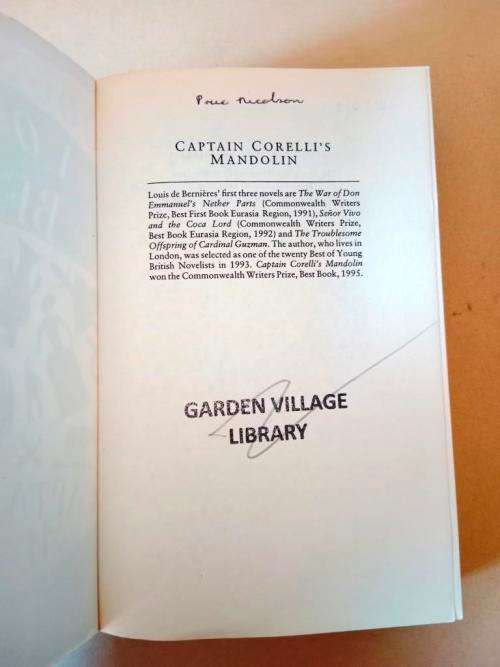 Prue Nicolson
CAPTAIN CORELLI'S
MANDOLIN
Louis de Bernières' first three novels are The War of Don
Emmanuel's Nether Parts (Commonwealth Writers
Prize, Best First Book Eurasia Region, 1991), Señor Vivo
and the Coca Lord (Commonwealth Writers Prize,
Best Book Eurasia Region, 1992) and The Troublesome
Offspring of Cardinal Guzman. The author, who lives in
London, was selected as one of the twenty Best of Young
British Novelists in 1993. Captain Corelli's Mandolin
won the Commonwealth Writers Prize, Best Book, 1995.
GARDEN VILLAGE
LIBRARY